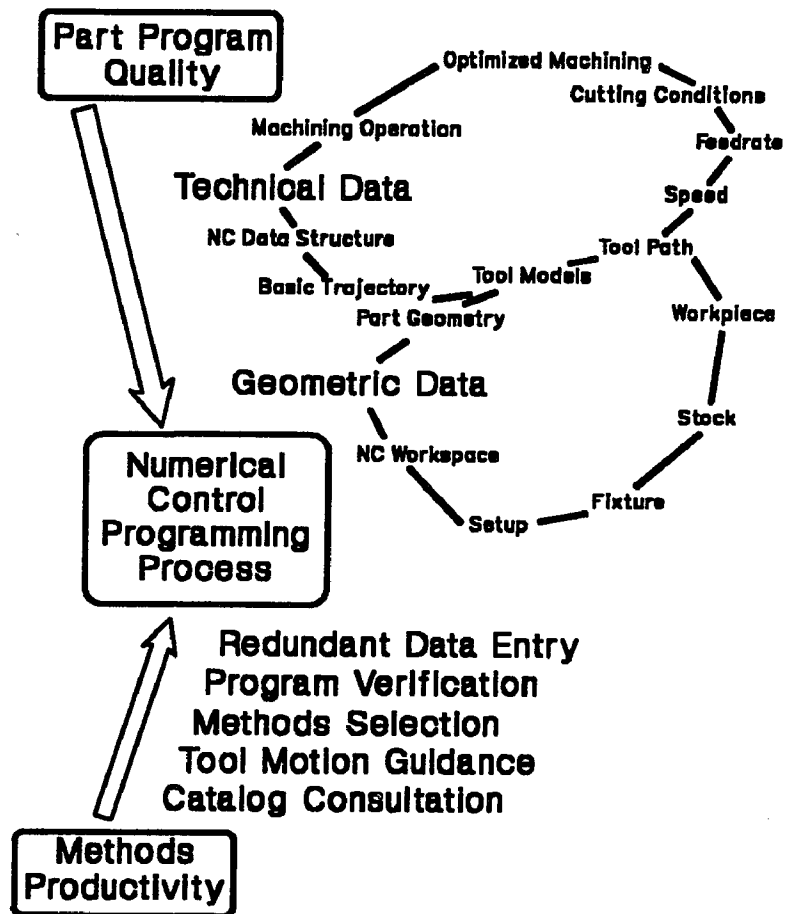 Part Program
Quality
Optimized Machining
Cutting Conditions
Machining Operation
Feedrate
Technical Data
Speed
NC Data Structure
Tool Path
Basic Trajectory
Tool Models
Part Geometry
Workpiece
Geometric Data
Stock
NC Workspace
Fixture
Setup
Numerical
Control
Programming
Process
Redundant Data Entry
Program Verification
Methods Selection
Tool Motion Guidance
Catalog Consultation
Methods
Productivity